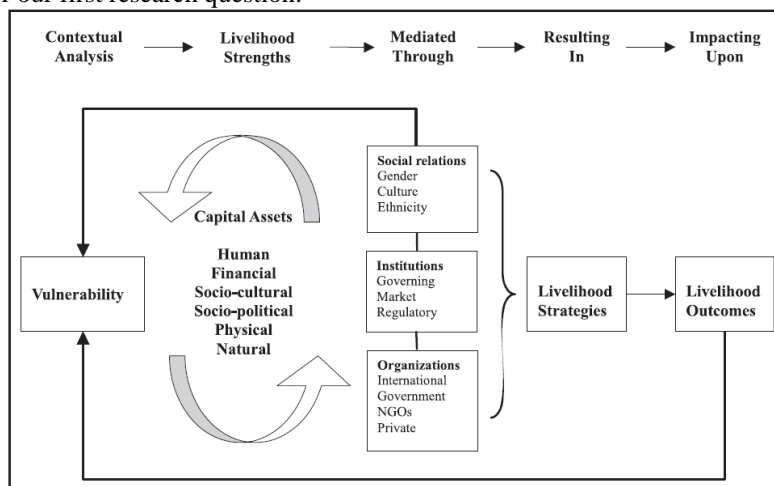 r our first research question.
Contextual Analysis
Livelihood Strengths
Mediated Through
Resulting In
Impacting Upon
Vulnerability
Capital Assets
Human
Financial
Socio-cultural
Socio-political
Physical
Natural
Social relations
Gender
Culture
Ethnicity
Institutions
Governing
Market
Regulatory
Organizations
International
Government
NGOs
Private
Livelihood
Strategies
Livelihood
Outcomes